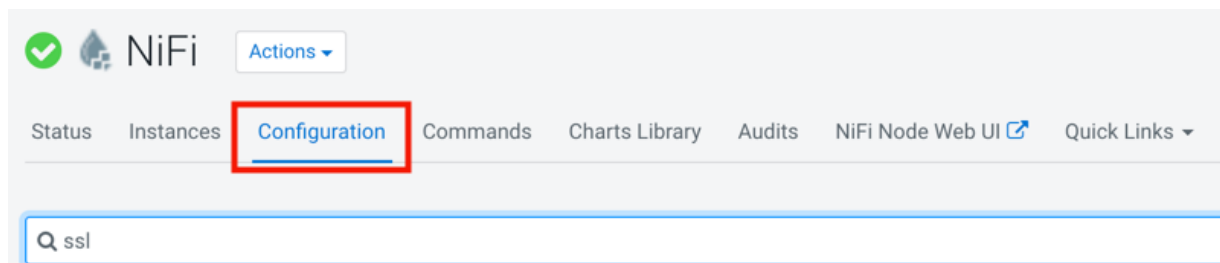 NiFi Actions
Status Instances Configuration Commands Charts Library Audits NiFi Node Web UI Quick Links
ssl